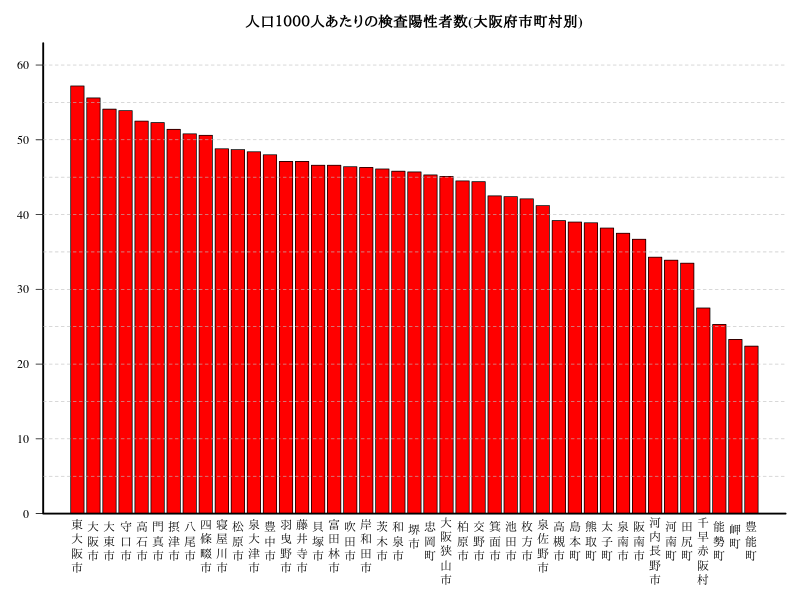 人口1000人あたりの検査陽性者数(大阪府市町村別)
60
50
40
30
20
10
0
東大阪市
大阪市
大東市
守口市
高石市
門真市
摂津市
八尾市
四條畷市
寝屋川市
松原市
泉大津市
豊中市
羽曳野市
藤井寺市
貝塚市
富田林市
吹田市
岸和田市
茨木市
和泉市
堺市
忠岡町
大阪狭山市
柏原市
交野市
箕面市
池田市
枚方市
泉佐野市
高槻市
島本町
熊取町
太子町
泉南市
阪南市
河内長野市
河南町
田尻町
千早赤阪村
能勢町
岬町
豊能町